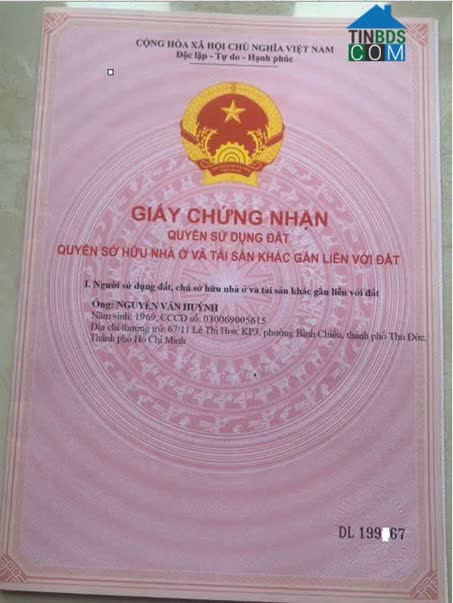 TINBDS
COM
CỘNG HÒA XÃ HỘI CHỦ NGHĨA VIỆT NAM
Độc lập - Tự do - Hạnh phúc
GIẤY CHỨNG NHẬN
QUYỀN SỬ DỤNG ĐẤT
QUYỀN SỞ HỮU NHÀ Ở VÀ TÀI SẢN KHÁC GẮN LIỀN VỚI ĐẤT
I. Người sử dụng đất, chủ sở hữu nhà ở và tài sản khác gắn liền với đất
Ông: NGUYỄN VĂN HUỲNH
Năm sinh: 1969, CCCD số: 030069005615
Địa chỉ thường trú: 67/11 Lê Thị Hoa, KP3, phường Bình Chiểu, thành phố Thủ Đức,
Thành phố Hồ Chí Minh
DL 199 67